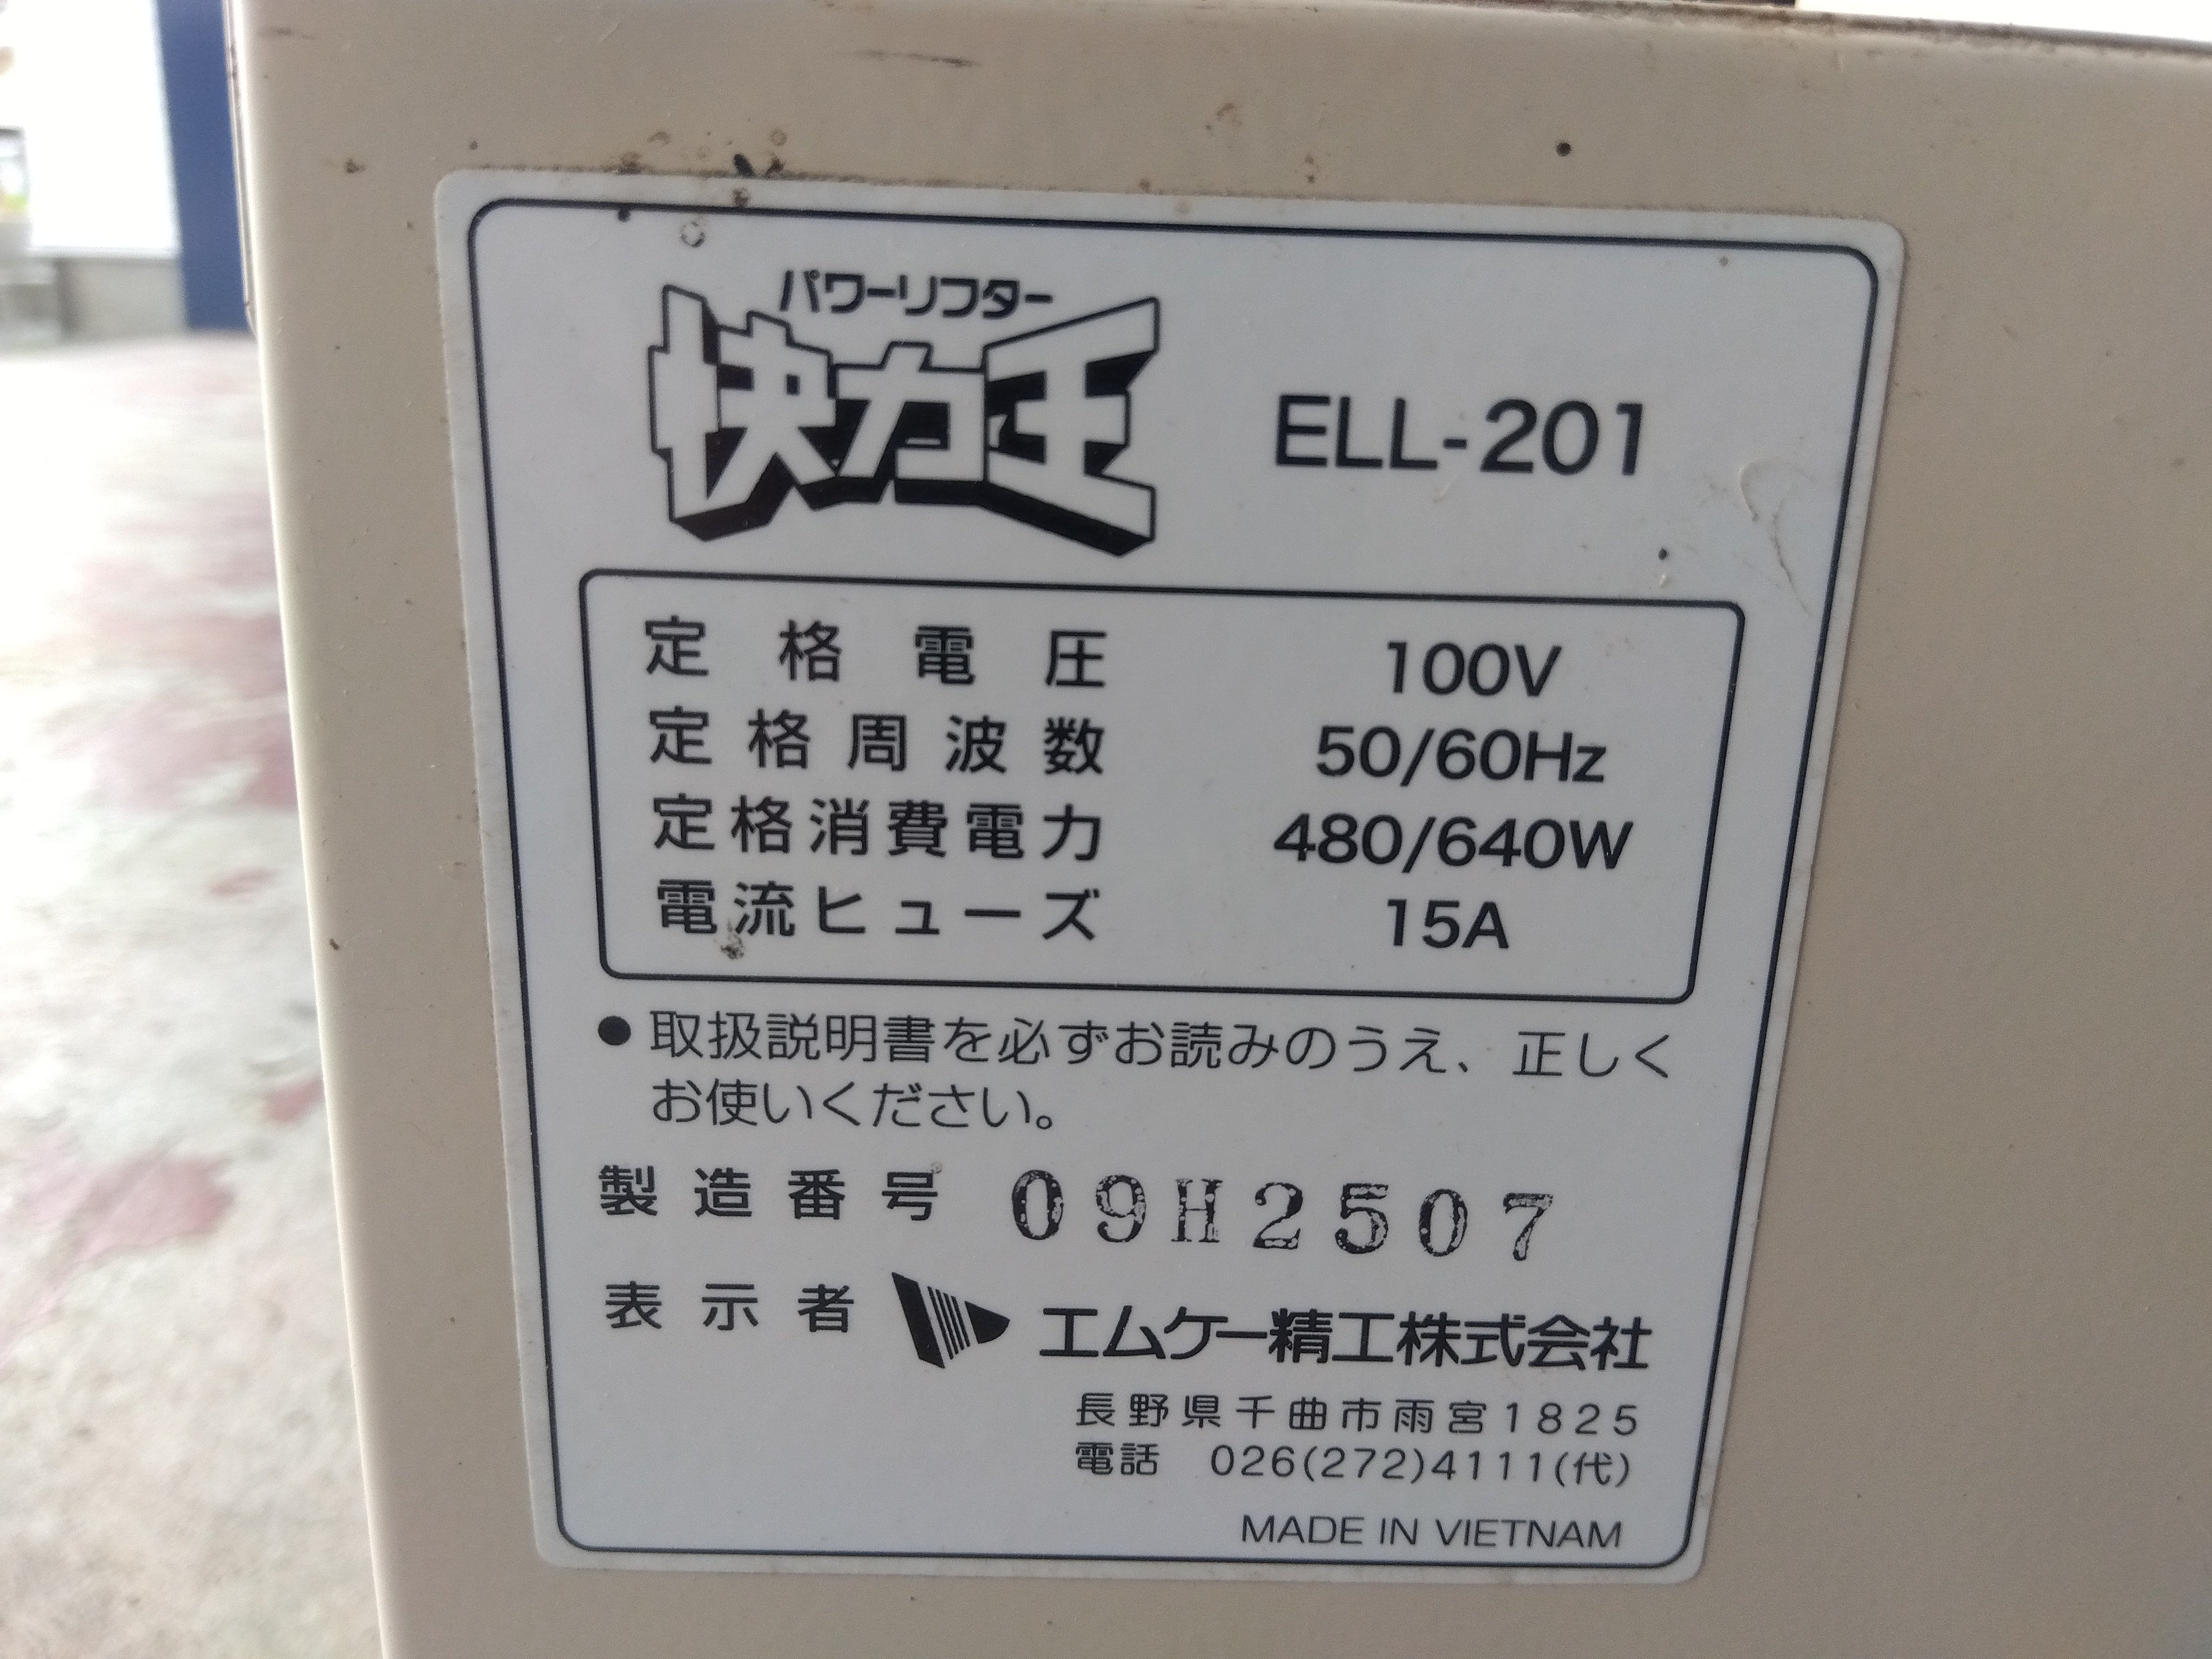 パワーリフター
快力王 ELL-201
定格電圧 100V
定格周波数 50/60Hz
定格消費電力 480/640W
電流ヒューズ 15A
●取扱説明書を必ずお読みのうえ、正しく
お使いください。
製造番号 09H2507
表示者 エムケー精工株式会社
長野県千曲市雨宮1825
電話 026(272)4111(代)
MADE IN VIETNAM